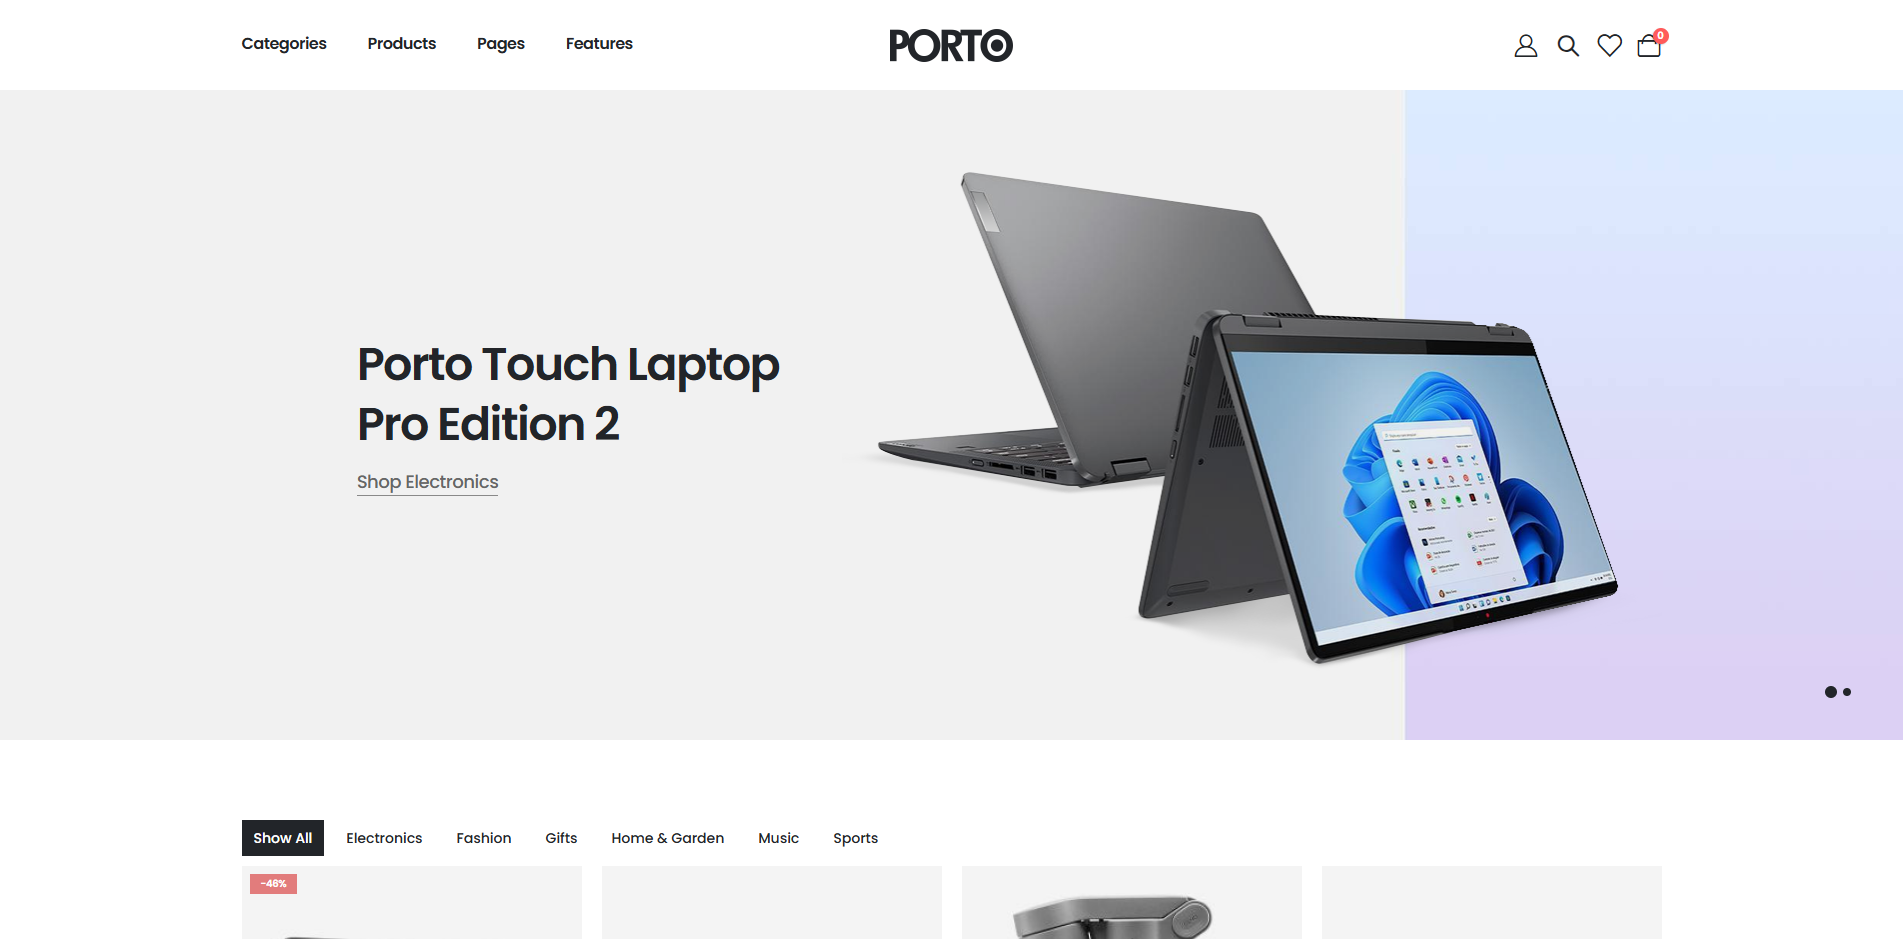 Categories Products Pages Features
PORTO
0
Porto Touch Laptop
Pro Edition 2
Shop Electronics
Show All Electronics Fashion Gifts Home & Garden Music Sports
-46%